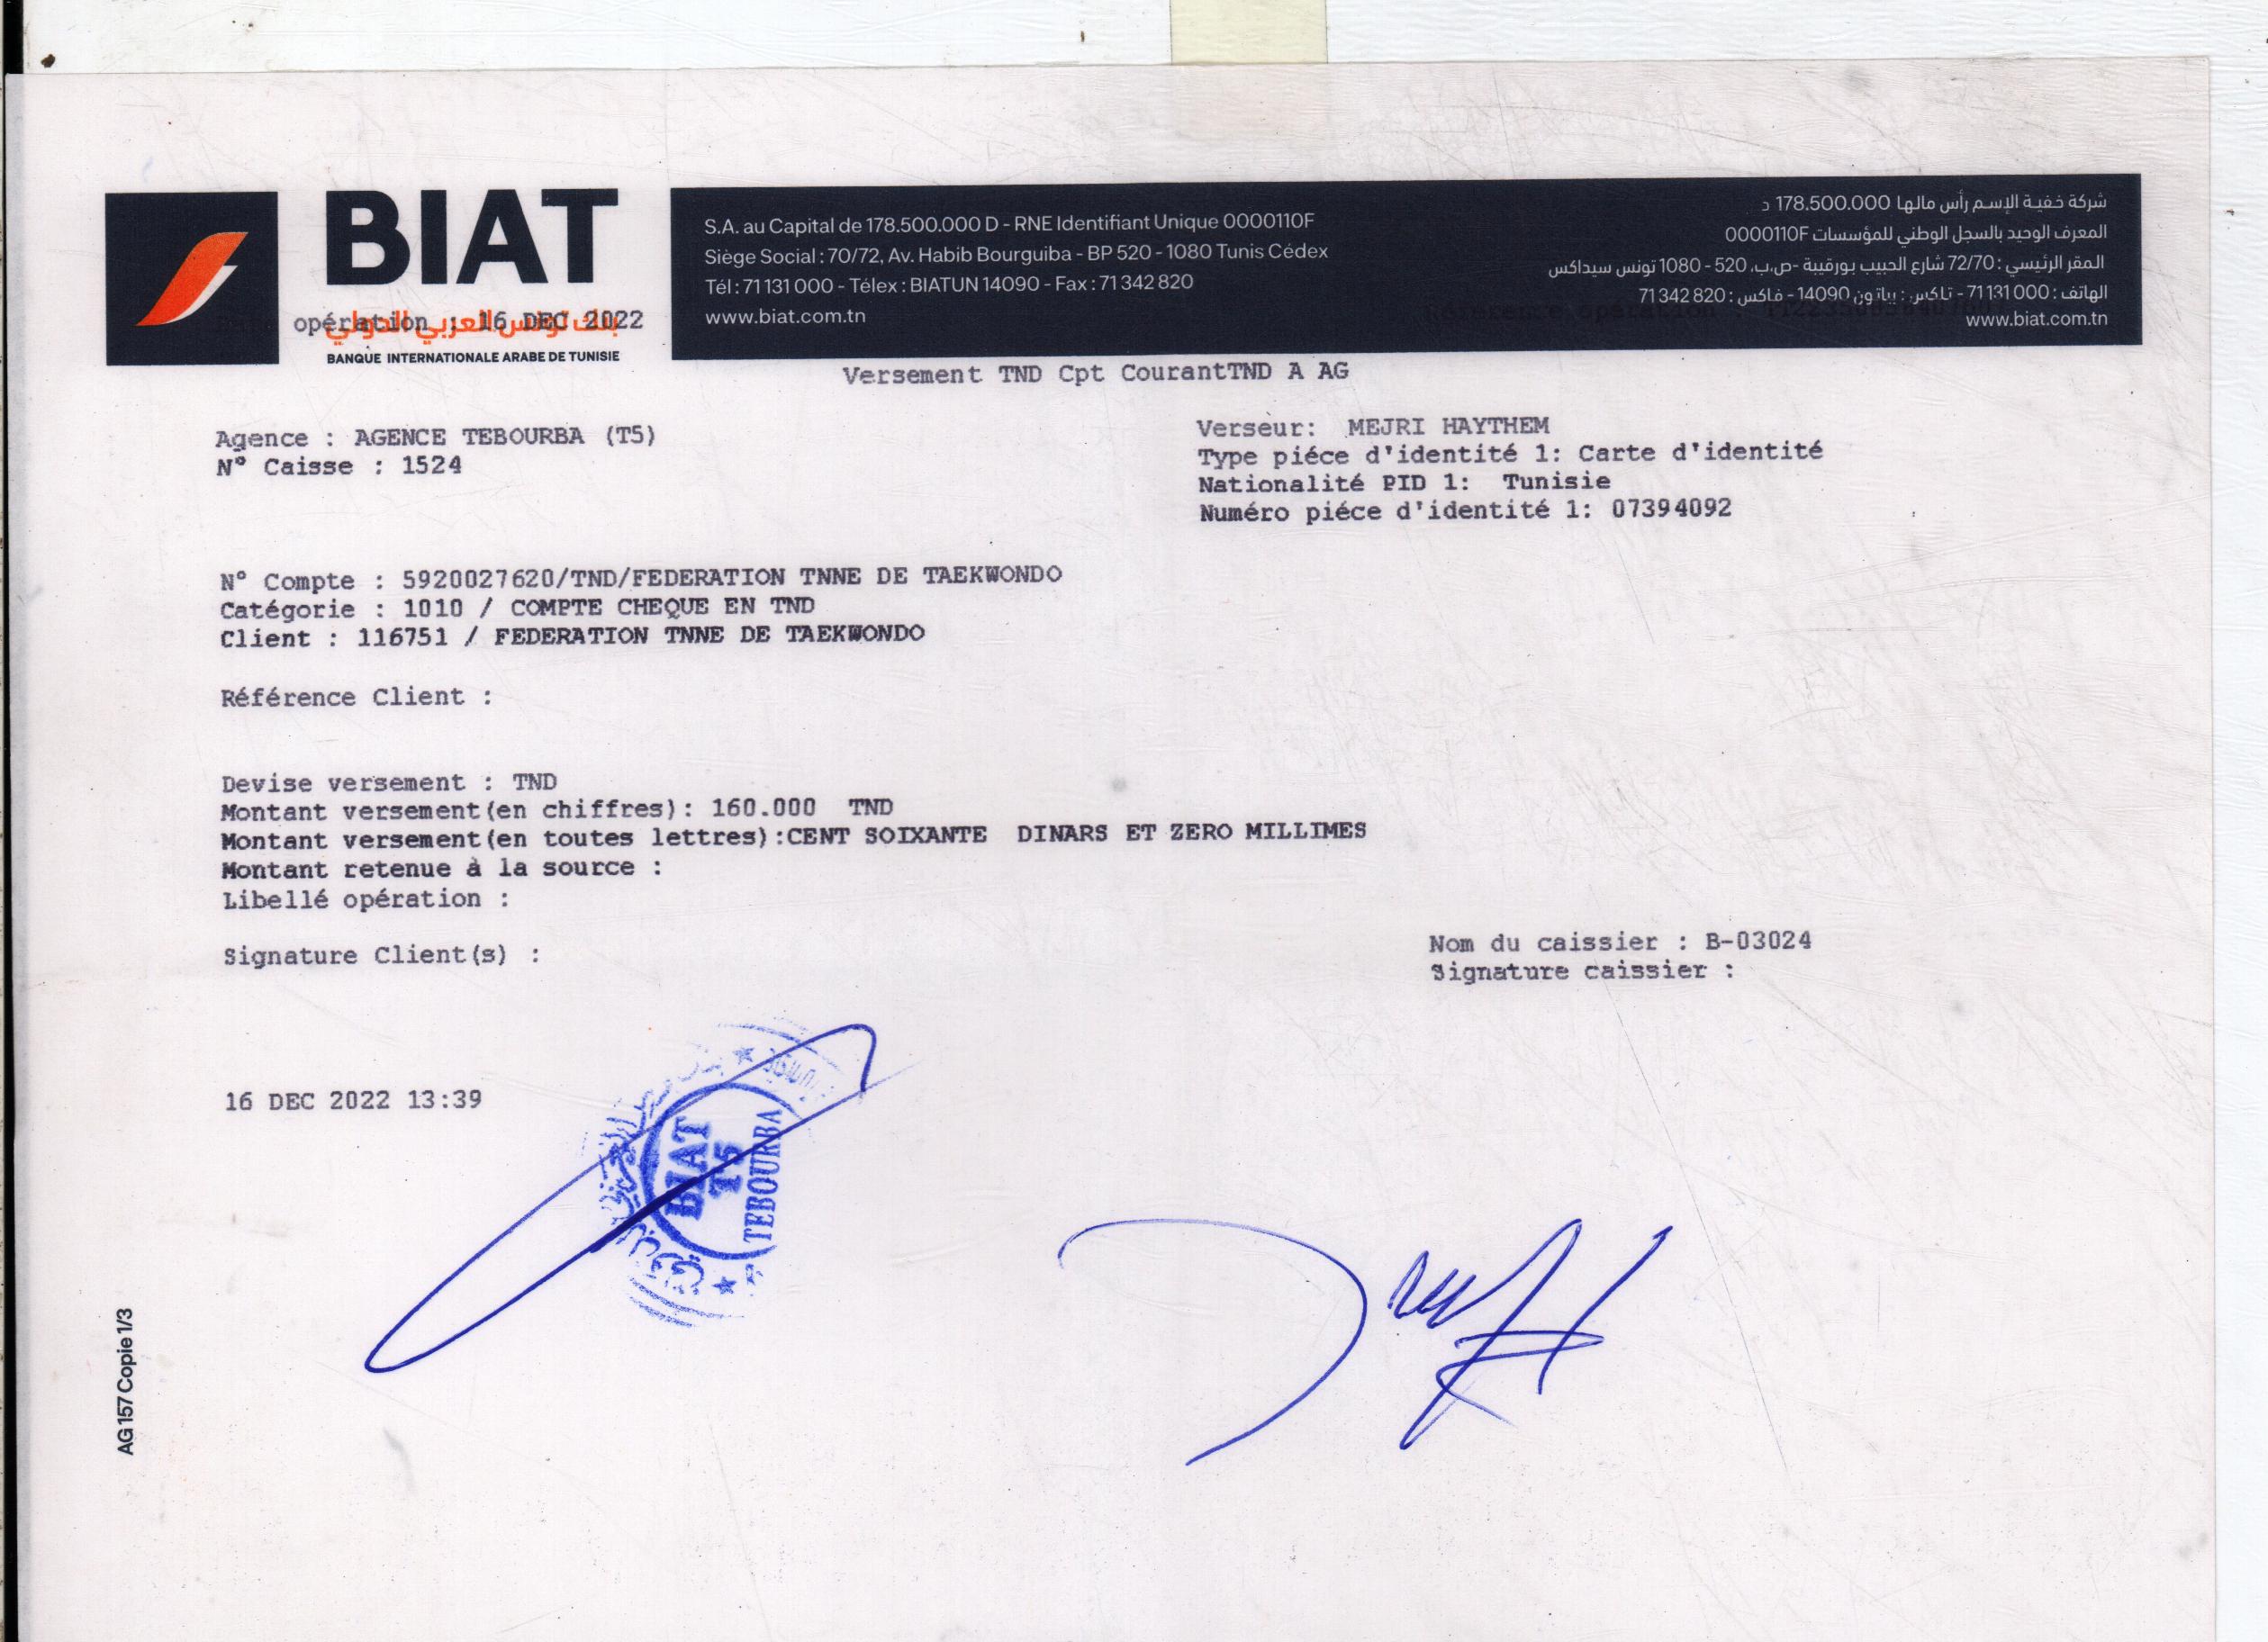 BIAT
بنك تونس العربي الدولي
BANQUE INTERNATIONALE ARABE DE TUNISIE
S.A. au Capital de 178.500.000 D - RNE Identifiant Unique 0000110F
Siège Social : 70/72, Av. Habib Bourguiba - BP 520 - 1080 Tunis Cédex
Tél : 71 131 000 - Télex : BIATUN 14090 - Fax : 71 342 820
www.biat.com.tn
شركة خفية الإسم رأس مالها 178.500.000 د
المعرف الوحيد بالسجل الوطني للمؤسسات 0000110F
المقر الرئيسي : 72/70 شارع الحبيب بورقيبة -ص.ب. 520 - 1080 تونس سيداكس
الهاتف : 71 131 000 - تلكس : بياتون 14090 - فاكس : 71 342 820
www.biat.com.tn
opération : 16 DEC 2022
Versement TND Cpt CourantTND A AG
Agence : AGENCE TEBOURBA (T5)
N° Caisse : 1524
Verseur: MEJRI HAYTHEM
Type piéce d'identité 1: Carte d'identité
Nationalité PID 1: Tunisie
Numéro piéce d'identité 1: 07394092
N° Compte : 5920027620/TND/FEDERATION TNNE DE TAEKWONDO
Catégorie : 1010 / COMPTE CHEQUE EN TND
Client : 116751 / FEDERATION TNNE DE TAEKWONDO
Référence Client :
Devise versement : TND
Montant versement(en chiffres): 160.000 TND
Montant versement(en toutes lettres):CENT SOIXANTE DINARS ET ZERO MILLIMES
Montant retenue à la source :
Libellé opération :
Signature Client(s) :
Nom du caissier : B-03024
Signature caissier :
16 DEC 2022 13:39
BIAT
T5
TEBOURBA
AG 157 Copie 1/3